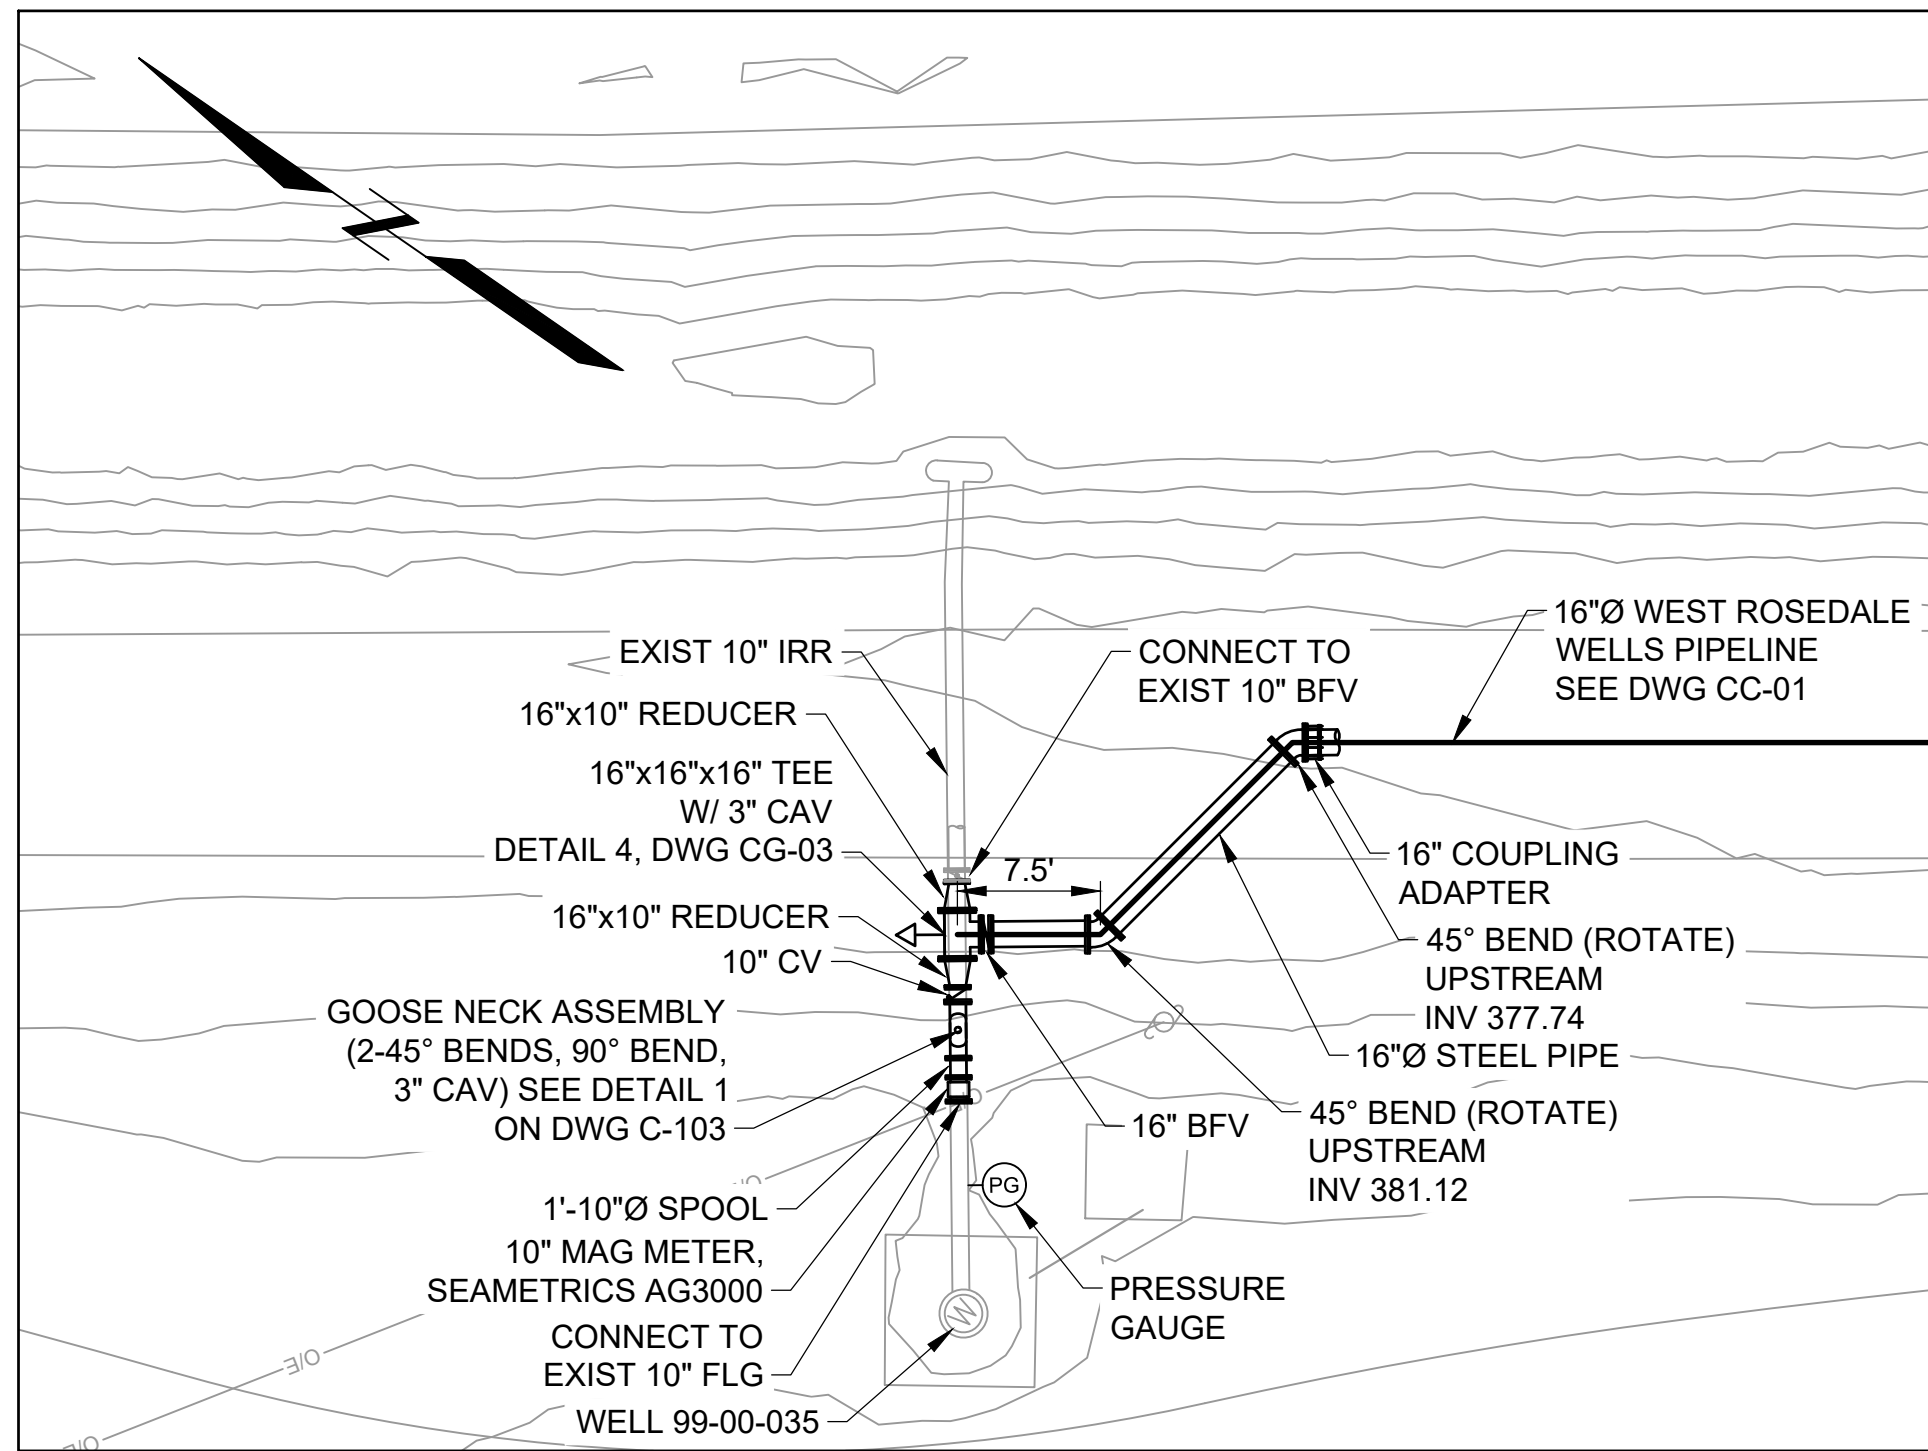 EXIST 10" IRR
16"x10" REDUCER
16"x16"x16" TEE
W/ 3" CAV
DETAIL 4, DWG CG-03
16"x10" REDUCER
10" CV
GOOSE NECK ASSEMBLY
(2-45° BENDS, 90° BEND,
3" CAV) SEE DETAIL 1
ON DWG C-103
1'-10"Ø SPOOL
10" MAG METER,
SEAMETRICS AG3000
CONNECT TO
EXIST 10" FLG
WELL 99-00-035
CONNECT TO
EXIST 10" BFV
7.5'
16"Ø WEST ROSEDALE
WELLS PIPELINE
SEE DWG CC-01
16" COUPLING
ADAPTER
45° BEND (ROTATE)
UPSTREAM
INV 377.74
16"Ø STEEL PIPE
45° BEND (ROTATE)
UPSTREAM
INV 381.12
16" BFV
PG
PRESSURE
GAUGE
W
O/E
O/E
O/E